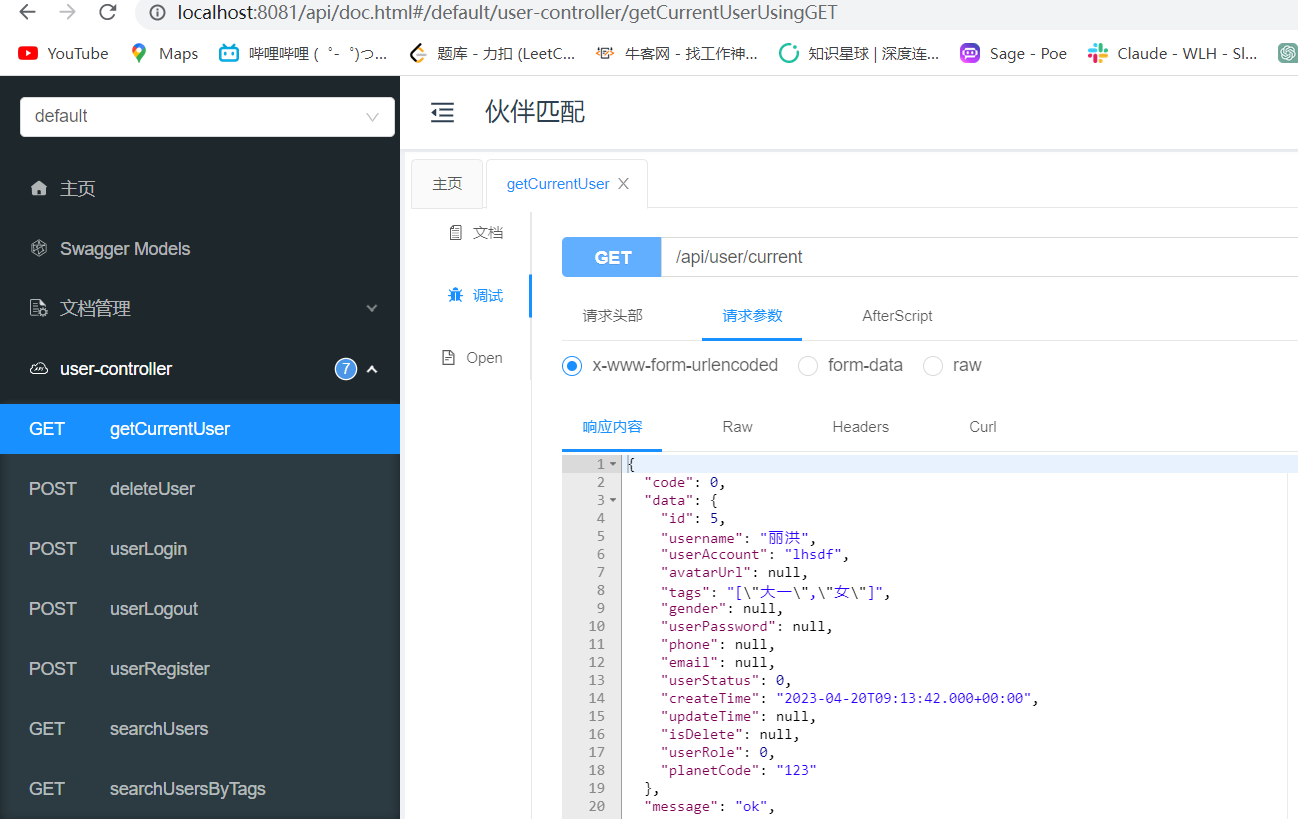 localhost:8081/api/doc.html#/default/user-controller/getCurrentUserUsingGET
YouTube Maps 哔哩哔哩 (゜-゜)つ... 题库 - 力扣 (LeetC... 牛客网 - 找工作神... 知识星球 | 深度连... Sage - Poe Claude - WLH - Sl...
default
伙伴匹配
主页
Swagger Models
文档管理
user-controller 7
GET getCurrentUser
POST deleteUser
POST userLogin
POST userLogout
POST userRegister
GET searchUsers
GET searchUsersByTags
主页 getCurrentUser
文档
调试
Open
GET /api/user/current
请求头部 请求参数 AfterScript
x-www-form-urlencoded form-data raw
响应内容 Raw Headers Curl
1 {
2 "code": 0,
3 "data": {
4 "id": 5,
5 "username": "丽洪",
6 "userAccount": "lhsdf",
7 "avatarUrl": null,
8 "tags": "[\"大一\",\"女\"]",
9 "gender": null,
10 "userPassword": null,
11 "phone": null,
12 "email": null,
13 "userStatus": 0,
14 "createTime": "2023-04-20T09:13:42.000+00:00",
15 "updateTime": null,
16 "isDelete": null,
17 "userRole": 0,
18 "planetCode": "123"
19 },
20 "message": "ok",